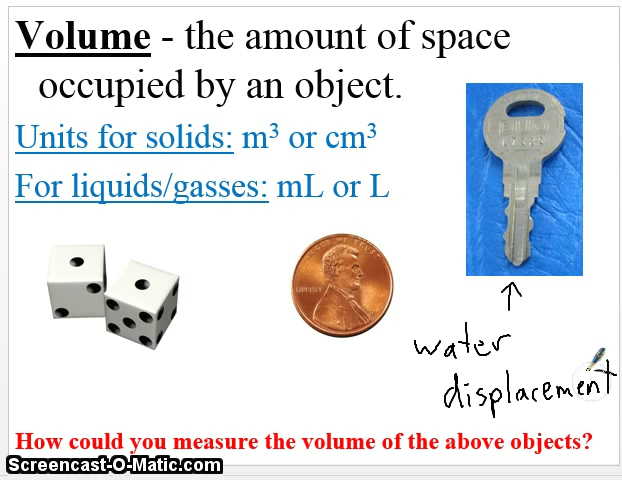 Volume - the amount of space
occupied by an object.
Units for solids: m³ or cm³
For liquids/gasses: mL or L
water
displacement
How could you measure the volume of the above objects?
Screencast-O-Matic.com